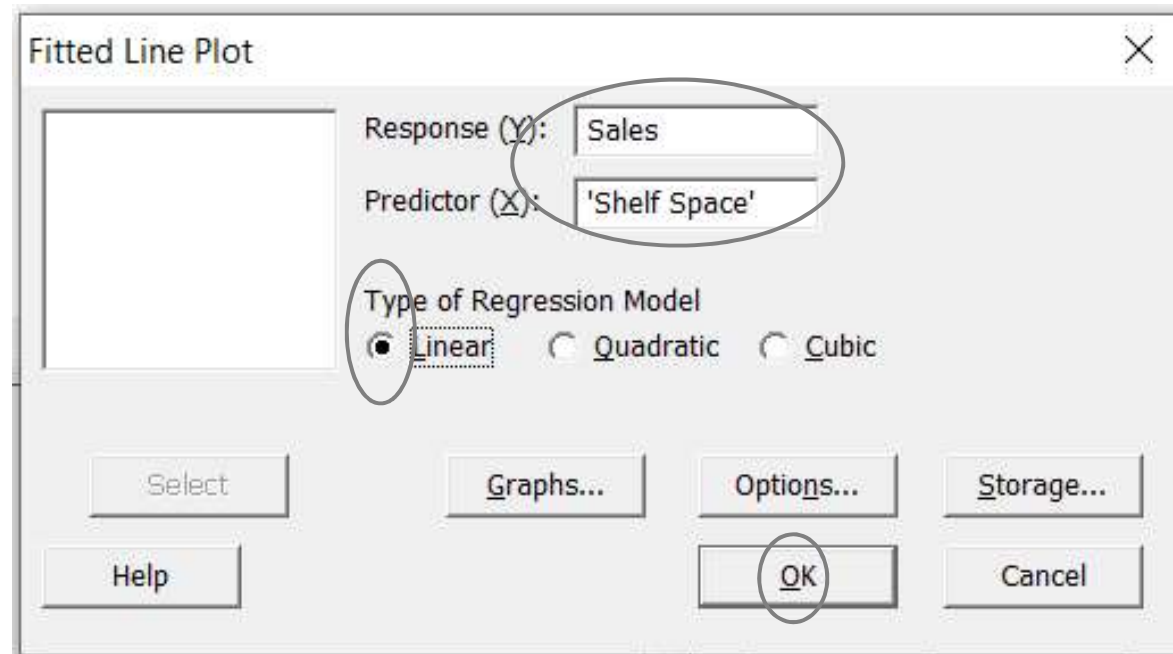 Fitted Line Plot
Response (Y): Sales
Predictor (X): 'Shelf Space'
Type of Regression Model
Linear Quadratic Cubic
Select Graphs... Options... Storage...
Help OK Cancel